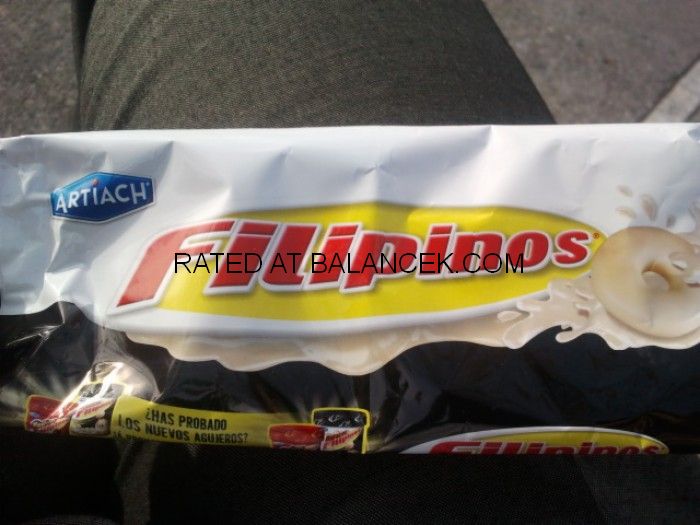 ARTIACH
Filipinos
RATED AT BALANCEK.COM
¿HAS PROBADO
LOS NUEVOS AGUJEROS?
Filipinos